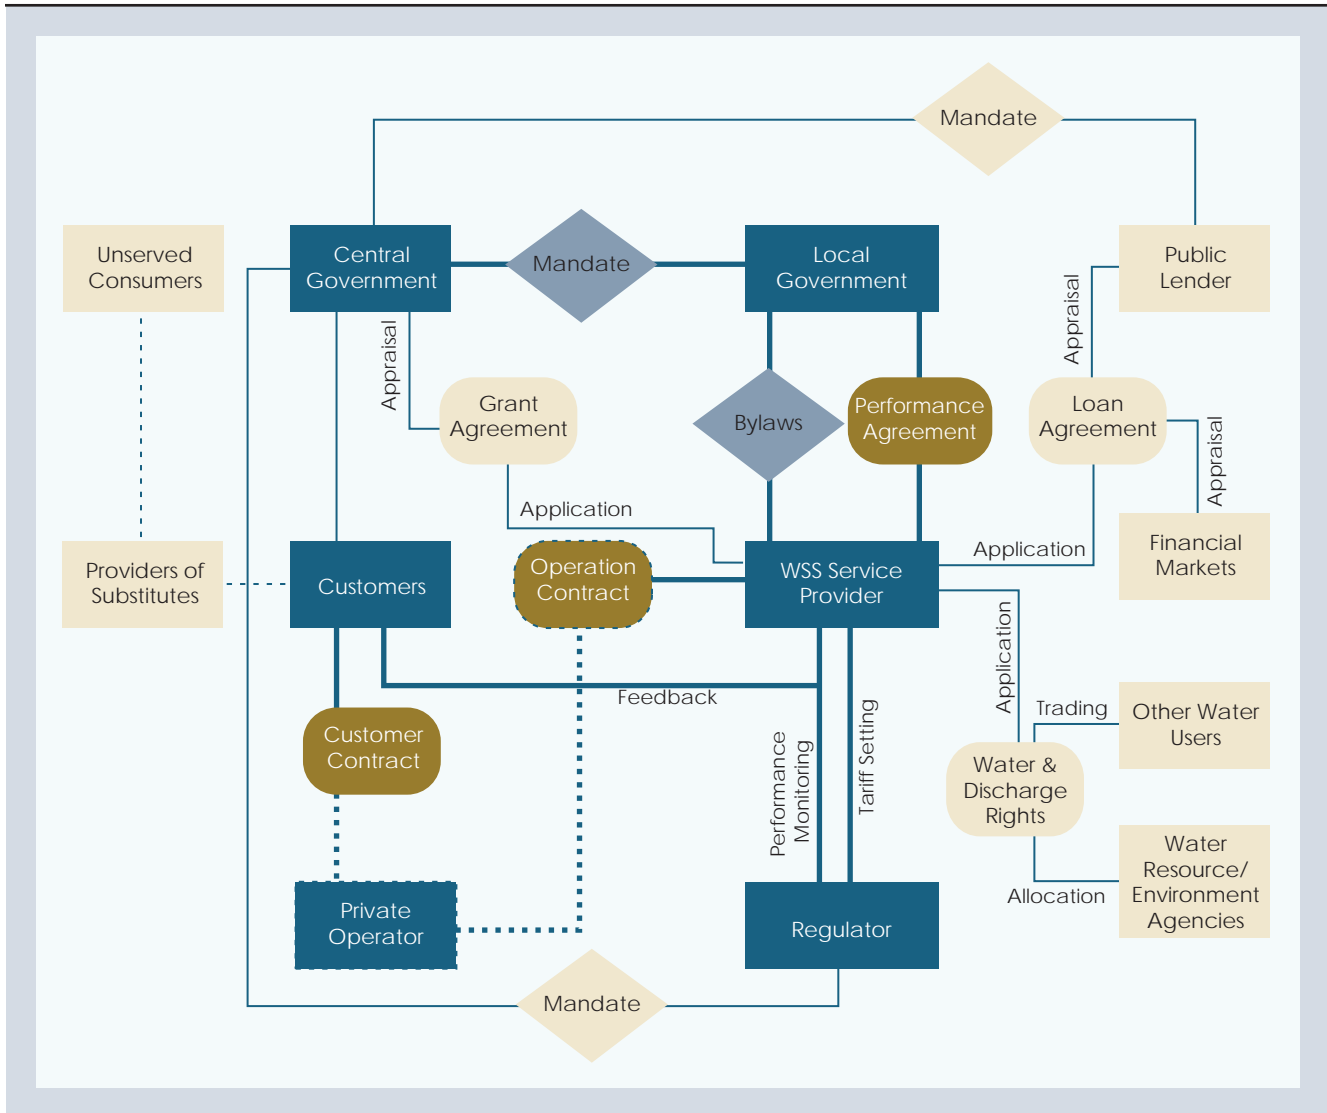 Mandate
Unserved
Consumers
Central
Government
Mandate
Local
Government
Public
Lender
Appraisal
Appraisal
Grant
Agreement
Bylaws
Performance
Agreement
Loan
Agreement
Appraisal
Application
Application
Providers of
Substitutes
Customers
Operation
Contract
WSS Service
Provider
Financial
Markets
Feedback
Application
Trading
Other Water
Users
Customer
Contract
Performance
Monitoring
Tariff Setting
Water &
Discharge
Rights
Allocation
Water
Resource/
Environment
Agencies
Private
Operator
Regulator
Mandate